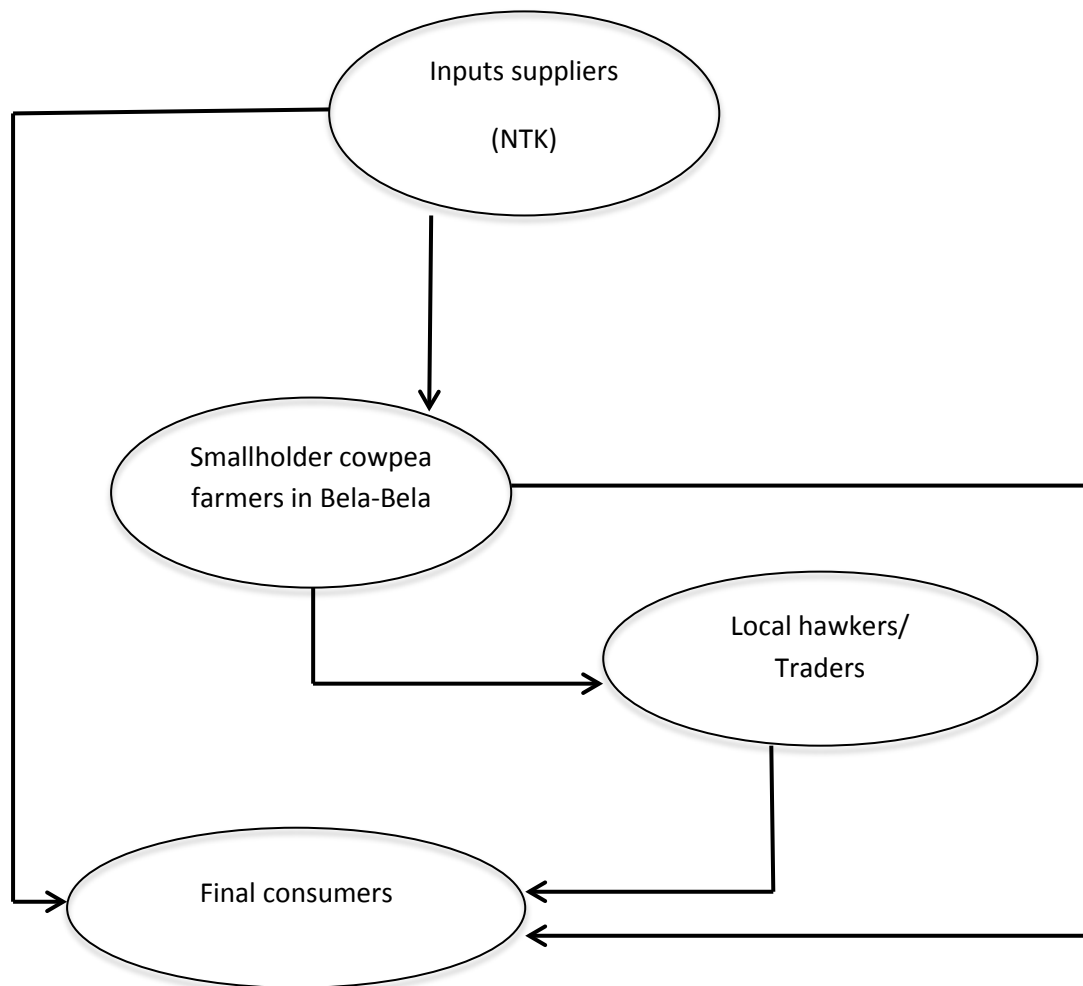 Inputs suppliers
(NTK)
Smallholder cowpea
farmers in Bela-Bela
Local hawkers/
Traders
Final consumers